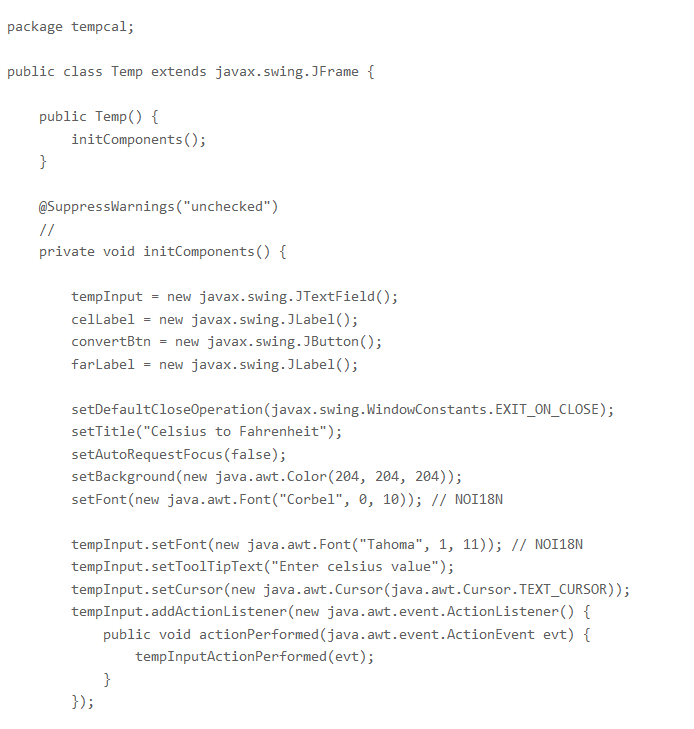 package tempcal;
public class Temp extends javax.swing.JFrame {
public Temp() {
initComponents();
}
@SuppressWarnings("unchecked")
//
private void initComponents() {
tempInput = new javax.swing.JTextField();
celLabel = new javax.swing.JLabel();
convertBtn = new javax.swing.JButton();
farLabel = new javax.swing.JLabel();
setDefaultCloseOperation(javax.swing.WindowConstants.EXIT_ON_CLOSE);
setTitle("Celsius to Fahrenheit");
setAutoRequestFocus(false);
setBackground(new java.awt.Color(204, 204, 204));
setFont(new java.awt.Font("Corbel", 0, 10)); // NOI18N
tempInput.setFont(new java.awt.Font("Tahoma", 1, 11)); // NOI18N
tempInput.setToolTipText("Enter celsius value");
tempInput.setCursor(new java.awt.Cursor(java.awt.Cursor.TEXT_CURSOR));
tempInput.addActionListener(new java.awt.event.ActionListener() {
public void actionPerformed(java.awt.event.ActionEvent evt) {
tempInputActionPerformed(evt);
}
});